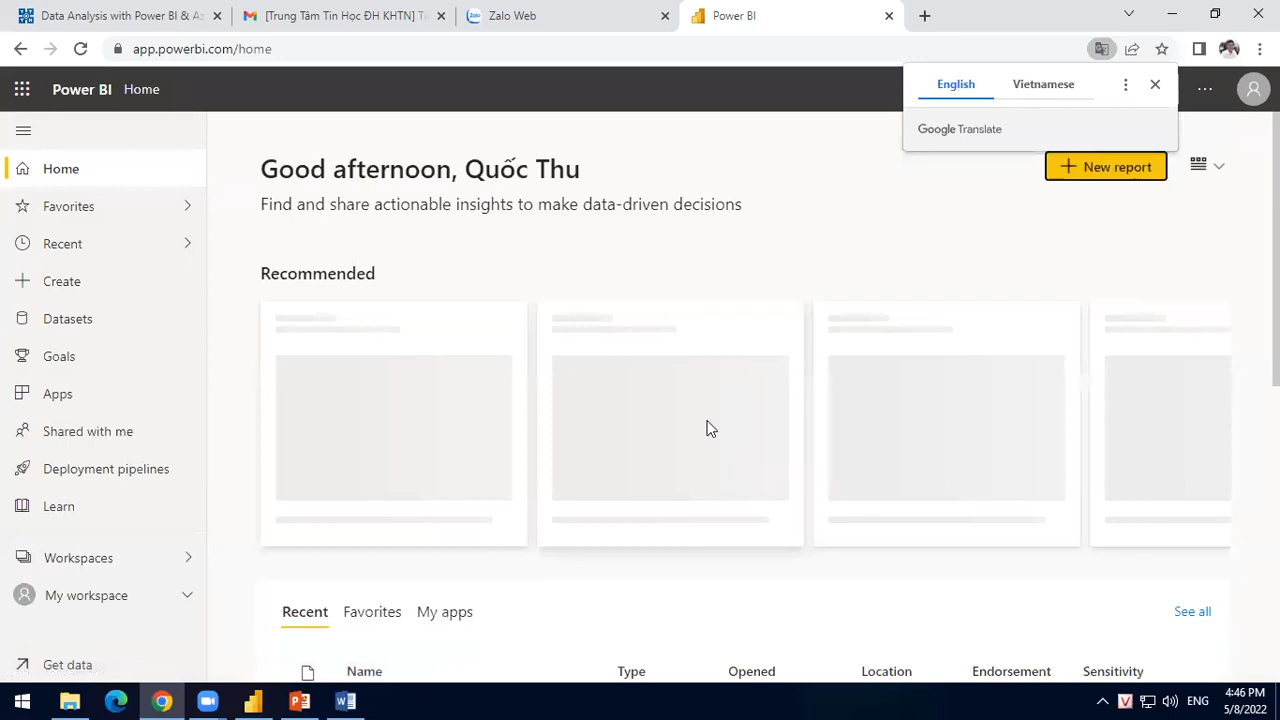 Data Analysis with Power BI & Az
[Trung Tâm Tin Học ĐH KHTN] T
Zalo Web
Power BI
app.powerbi.com/home
Power BI Home
English
Vietnamese
Google Translate
Good afternoon, Quốc Thu
New report
Find and share actionable insights to make data-driven decisions
Home
Favorites
Recent
Create
Datasets
Goals
Apps
Shared with me
Deployment pipelines
Learn
Workspaces
My workspace
Get data
Recommended
Recent Favorites My apps
See all
Name Type Opened Location Endorsement Sensitivity
ENG
4:46 PM
5/8/2022